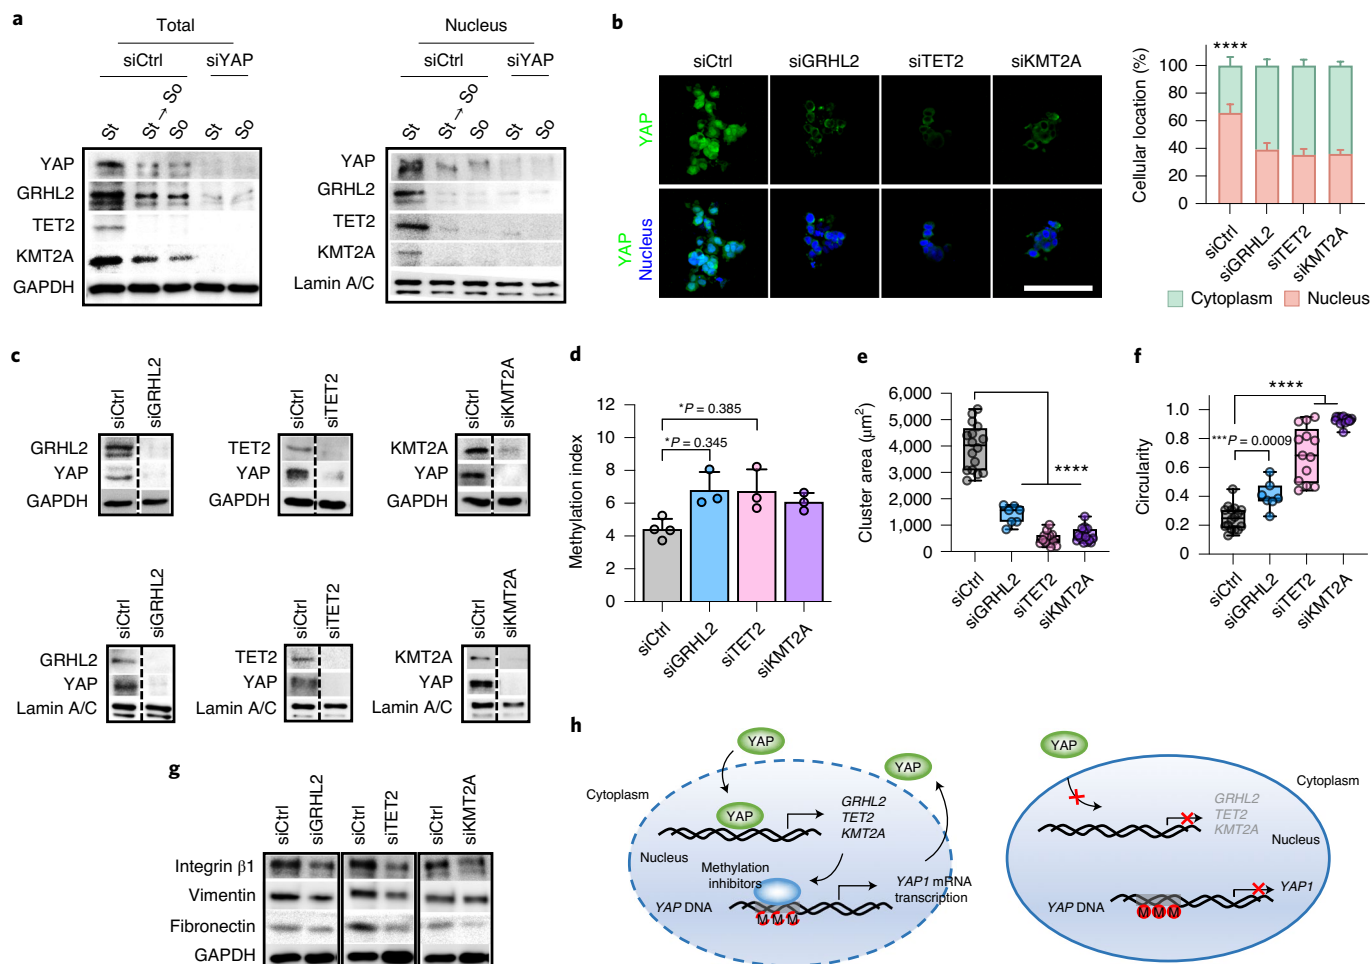 a
Total
Nucleus
siCtrl
siYAP
siCtrl
siYAP
St
St → So
So
St
So
St
St → So
So
St
So
YAP
GRHL2
TET2
KMT2A
GAPDH
YAP
GRHL2
TET2
KMT2A
Lamin A/C
b
siCtrl
siGRHL2
siTET2
siKMT2A
YAP
YAP
Nucleus
Cellular location (%)
100
80
60
40
20
0
****
siCtrl
siGRHL2
siTET2
siKMT2A
Cytoplasm
Nucleus
c
siCtrl
siGRHL2
GRHL2
YAP
GAPDH
siCtrl
siTET2
TET2
YAP
GAPDH
siCtrl
siKMT2A
KMT2A
YAP
GAPDH
siCtrl
siGRHL2
GRHL2
YAP
Lamin A/C
siCtrl
siTET2
TET2
YAP
Lamin A/C
siCtrl
siKMT2A
KMT2A
YAP
Lamin A/C
d
Methylation index
12
10
8
6
4
2
0
*P = 0.385
*P = 0.345
siCtrl
siGRHL2
siTET2
siKMT2A
e
Cluster area (μm²)
6,000
5,000
4,000
3,000
2,000
1,000
0
****
siCtrl
siGRHL2
siTET2
siKMT2A
f
Circularity
1.0
0.8
0.6
0.4
0.2
0
****
***P = 0.0009
siCtrl
siGRHL2
siTET2
siKMT2A
g
siCtrl
siGRHL2
siCtrl
siTET2
siCtrl
siKMT2A
Integrin β1
Vimentin
Fibronectin
GAPDH
h
YAP
YAP
Cytoplasm
YAP
GRHL2
TET2
KMT2A
Nucleus
Methylation
inhibitors
YAP DNA
M M M
YAP1 mRNA
transcription
YAP
Cytoplasm
GRHL2
TET2
KMT2A
Nucleus
YAP DNA
M M M
YAP1